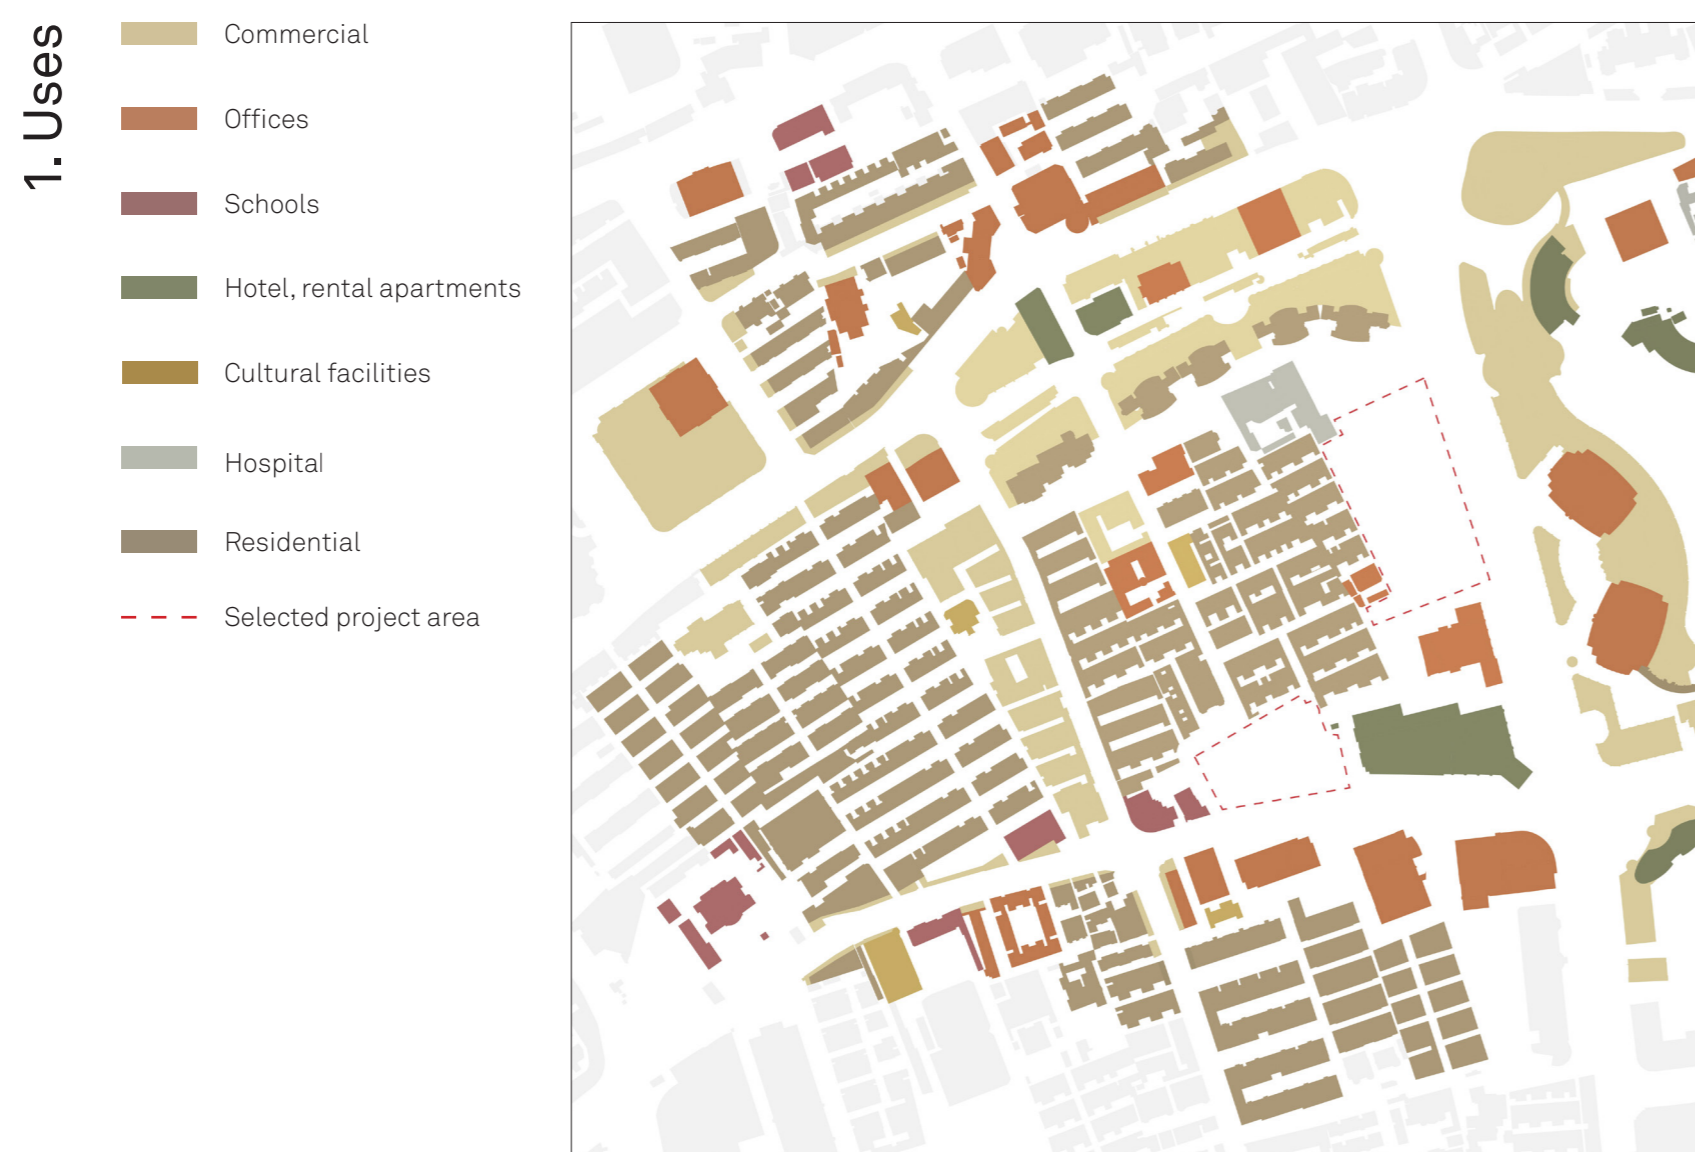 1. Uses
Commercial
Offices
Schools
Hotel, rental apartments
Cultural facilities
Hospital
Residential
Selected project area